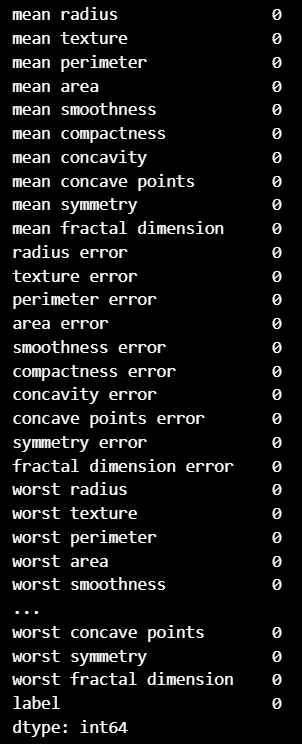 mean radius 0
mean texture 0
mean perimeter 0
mean area 0
mean smoothness 0
mean compactness 0
mean concavity 0
mean concave points 0
mean symmetry 0
mean fractal dimension 0
radius error 0
texture error 0
perimeter error 0
area error 0
smoothness error 0
compactness error 0
concavity error 0
concave points error 0
symmetry error 0
fractal dimension error 0
worst radius 0
worst texture 0
worst perimeter 0
worst area 0
worst smoothness 0
...
worst concave points 0
worst symmetry 0
worst fractal dimension 0
label 0
dtype: int64